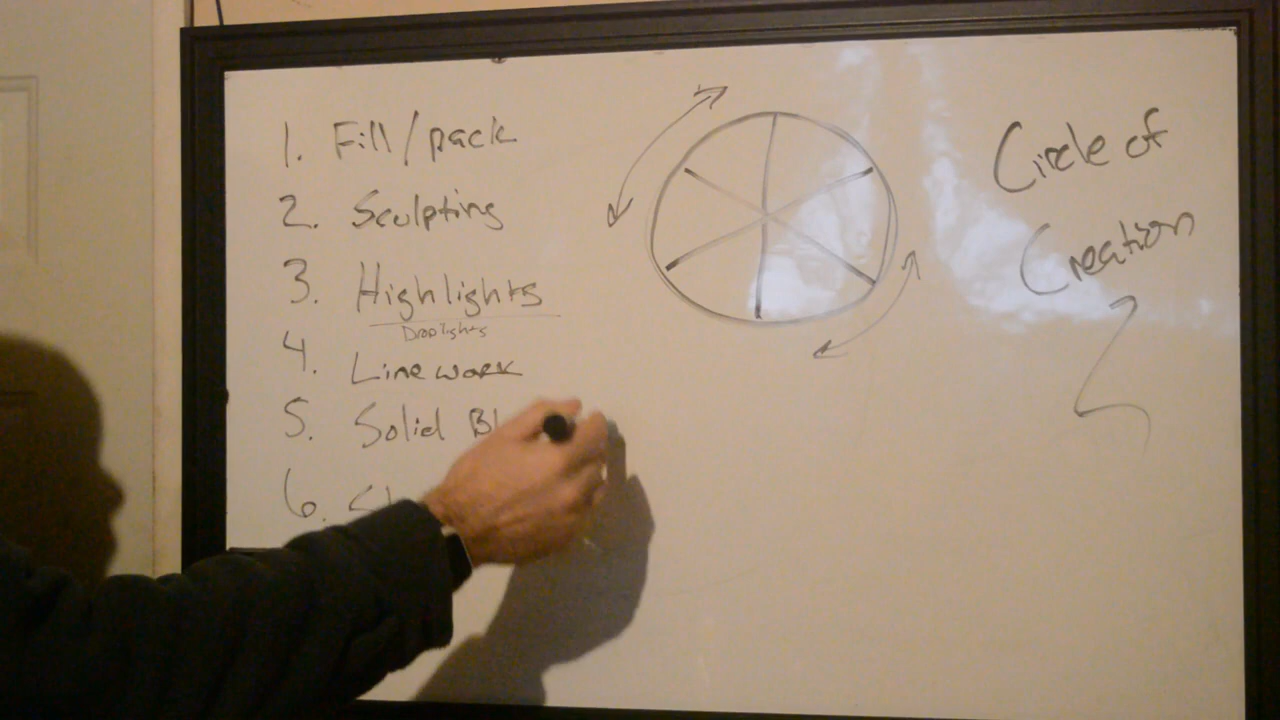 1. Fill/pack
2. Sculpting
3. Highlights
Droplights
4. Line work
5. Solid
6.
Circle of
Creation